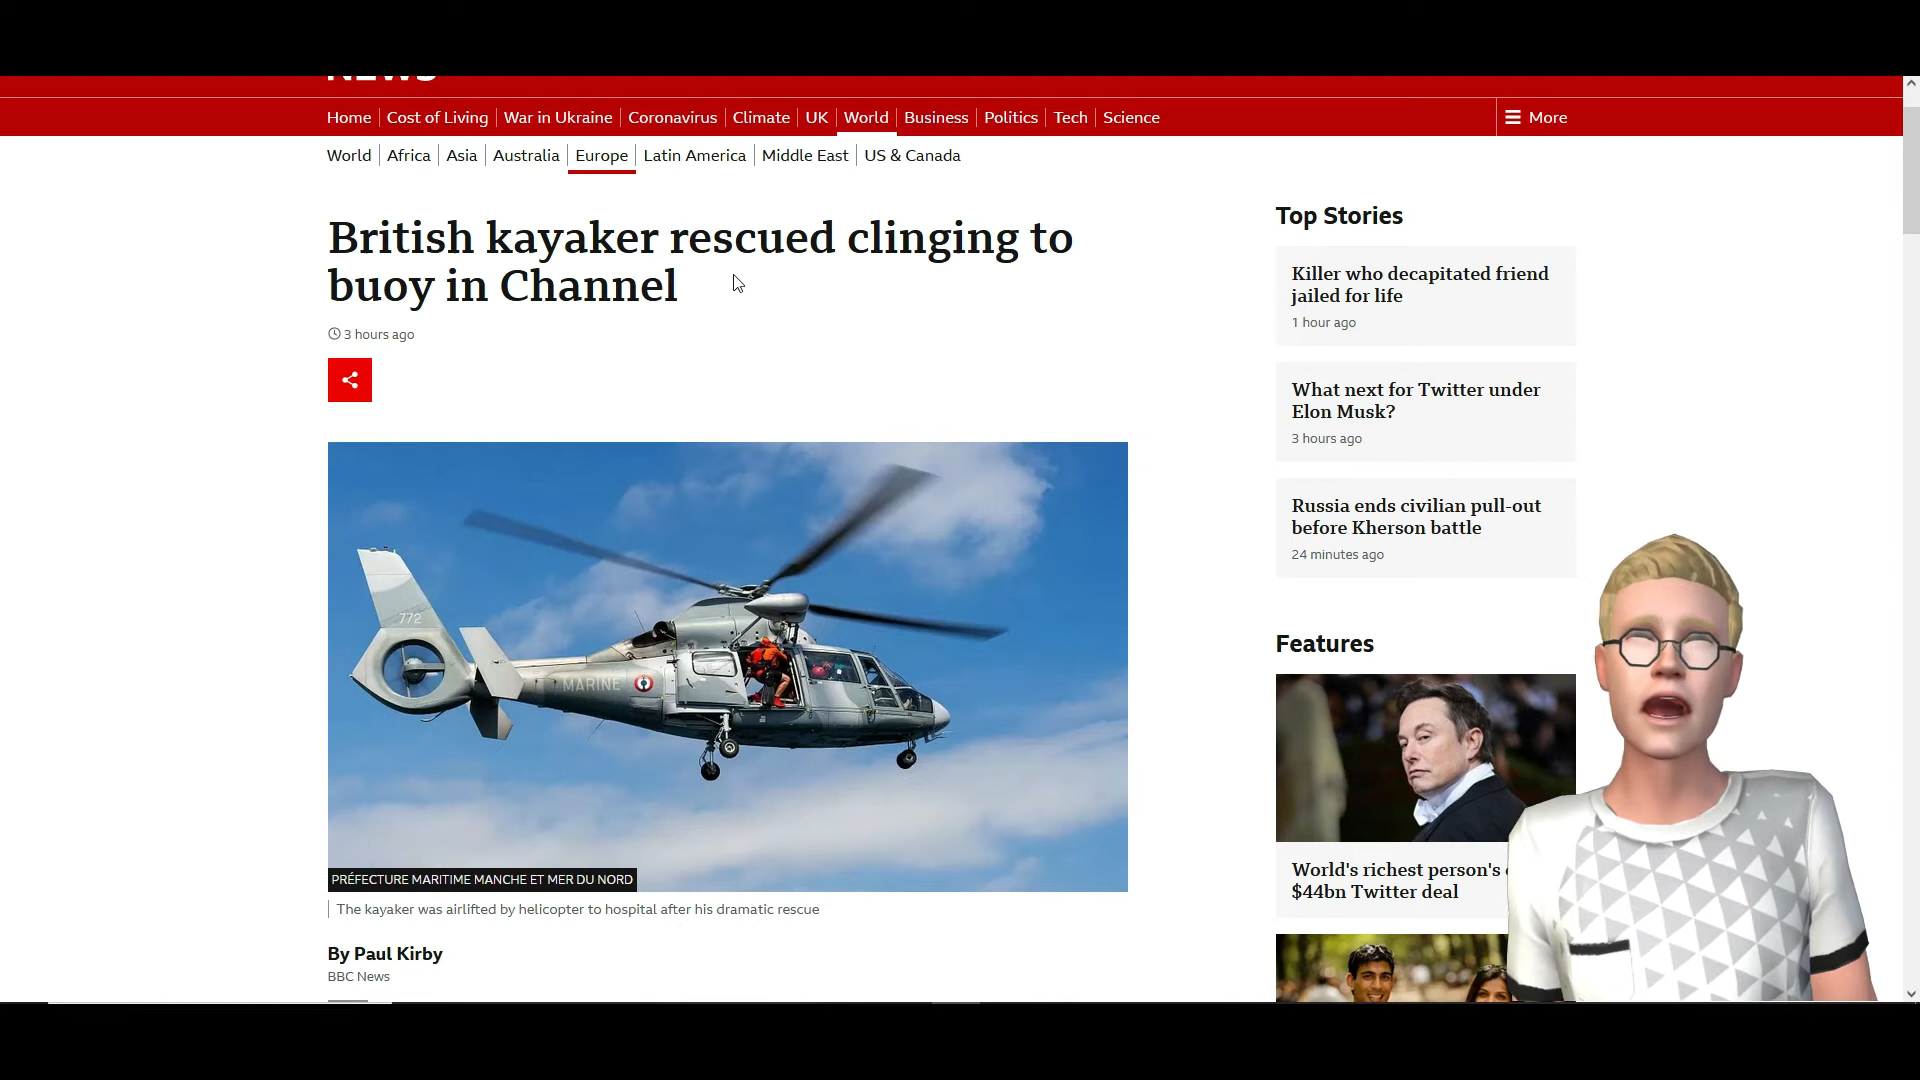 NEWS
Home Cost of Living War in Ukraine Coronavirus Climate UK World Business Politics Tech Science More
World Africa Asia Australia Europe Latin America Middle East US & Canada
British kayaker rescued clinging to
buoy in Channel
3 hours ago
772
MARINE
PRÉFECTURE MARITIME MANCHE ET MER DU NORD
The kayaker was airlifted by helicopter to hospital after his dramatic rescue
By Paul Kirby
BBC News
Top Stories
Killer who decapitated friend
jailed for life
1 hour ago
What next for Twitter under
Elon Musk?
3 hours ago
Russia ends civilian pull-out
before Kherson battle
24 minutes ago
Features
World's richest person's
$44bn Twitter deal